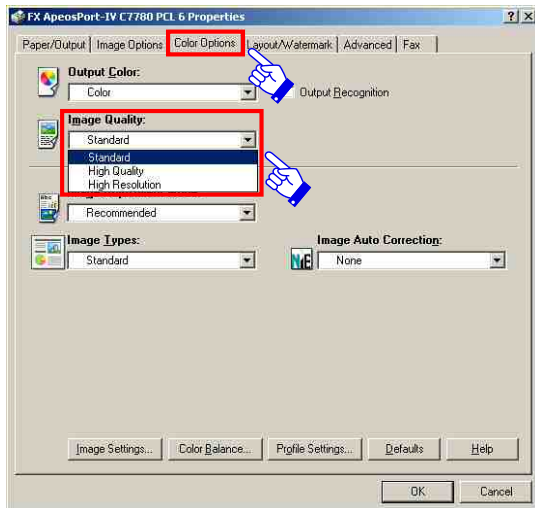 FX ApeosPort-IV C7780 PCL 6 Properties
Paper/Output Image Options Color Options Layout/Watermark Advanced Fax
Output Color:
Color
Output Recognition
Image Quality:
Standard
Standard
High Quality
High Resolution
Recommended
Image Types:
Standard
Image Auto Correction:
None
Image Settings... Color Balance... Profile Settings... Defaults Help
OK Cancel